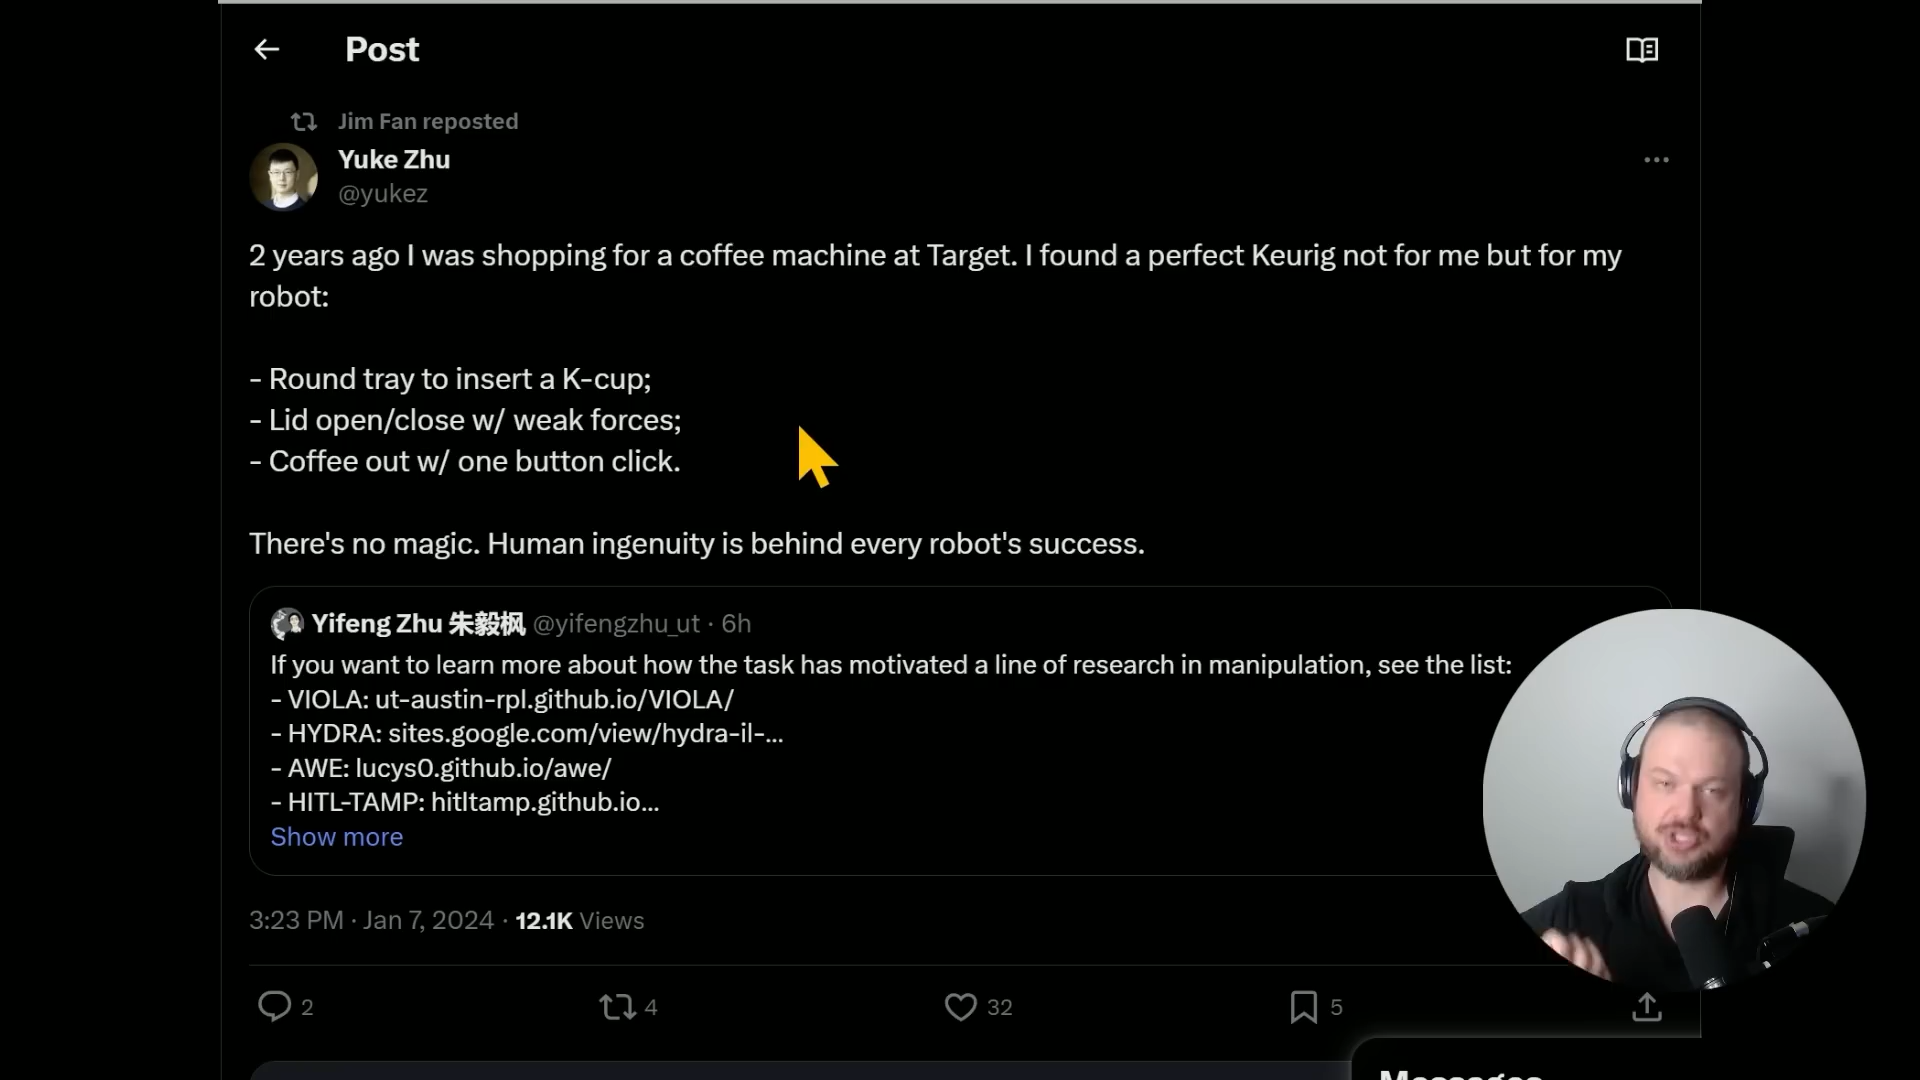 Post
Jim Fan reposted
Yuke Zhu
@yukez
2 years ago I was shopping for a coffee machine at Target. I found a perfect Keurig not for me but for my
robot:
- Round tray to insert a K-cup;
- Lid open/close w/ weak forces;
- Coffee out w/ one button click.
There's no magic. Human ingenuity is behind every robot's success.
Yifeng Zhu 朱毅枫 @yifengzhu_ut · 6h
If you want to learn more about how the task has motivated a line of research in manipulation, see the list:
- VIOLA: ut-austin-rpl.github.io/VIOLA/
- HYDRA: sites.google.com/view/hydra-il-...
- AWE: lucys0.github.io/awe/
- HITL-TAMP: hitltamp.github.io...
Show more
3:23 PM · Jan 7, 2024 · 12.1K Views
2 4 32 5
Messages